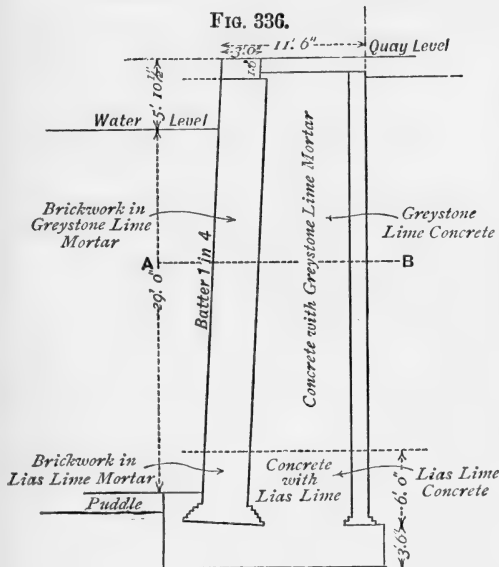 FIG. 336.
11'. 6"
3'. 0"
1.6"
Quay Level
5'. 10½"
Water Level
Brickwork in
Greystone Lime
Mortar
Concrete with Greystone Lime Mortar
Greystone
Lime Concrete
A
B
Batter 1 in 4
29'. 0"
Brickwork in
Lias Lime Mortar
Concrete
with
Lias Lime
Lias Lime
Concrete
Puddle
6'. 0"
3'. 6"